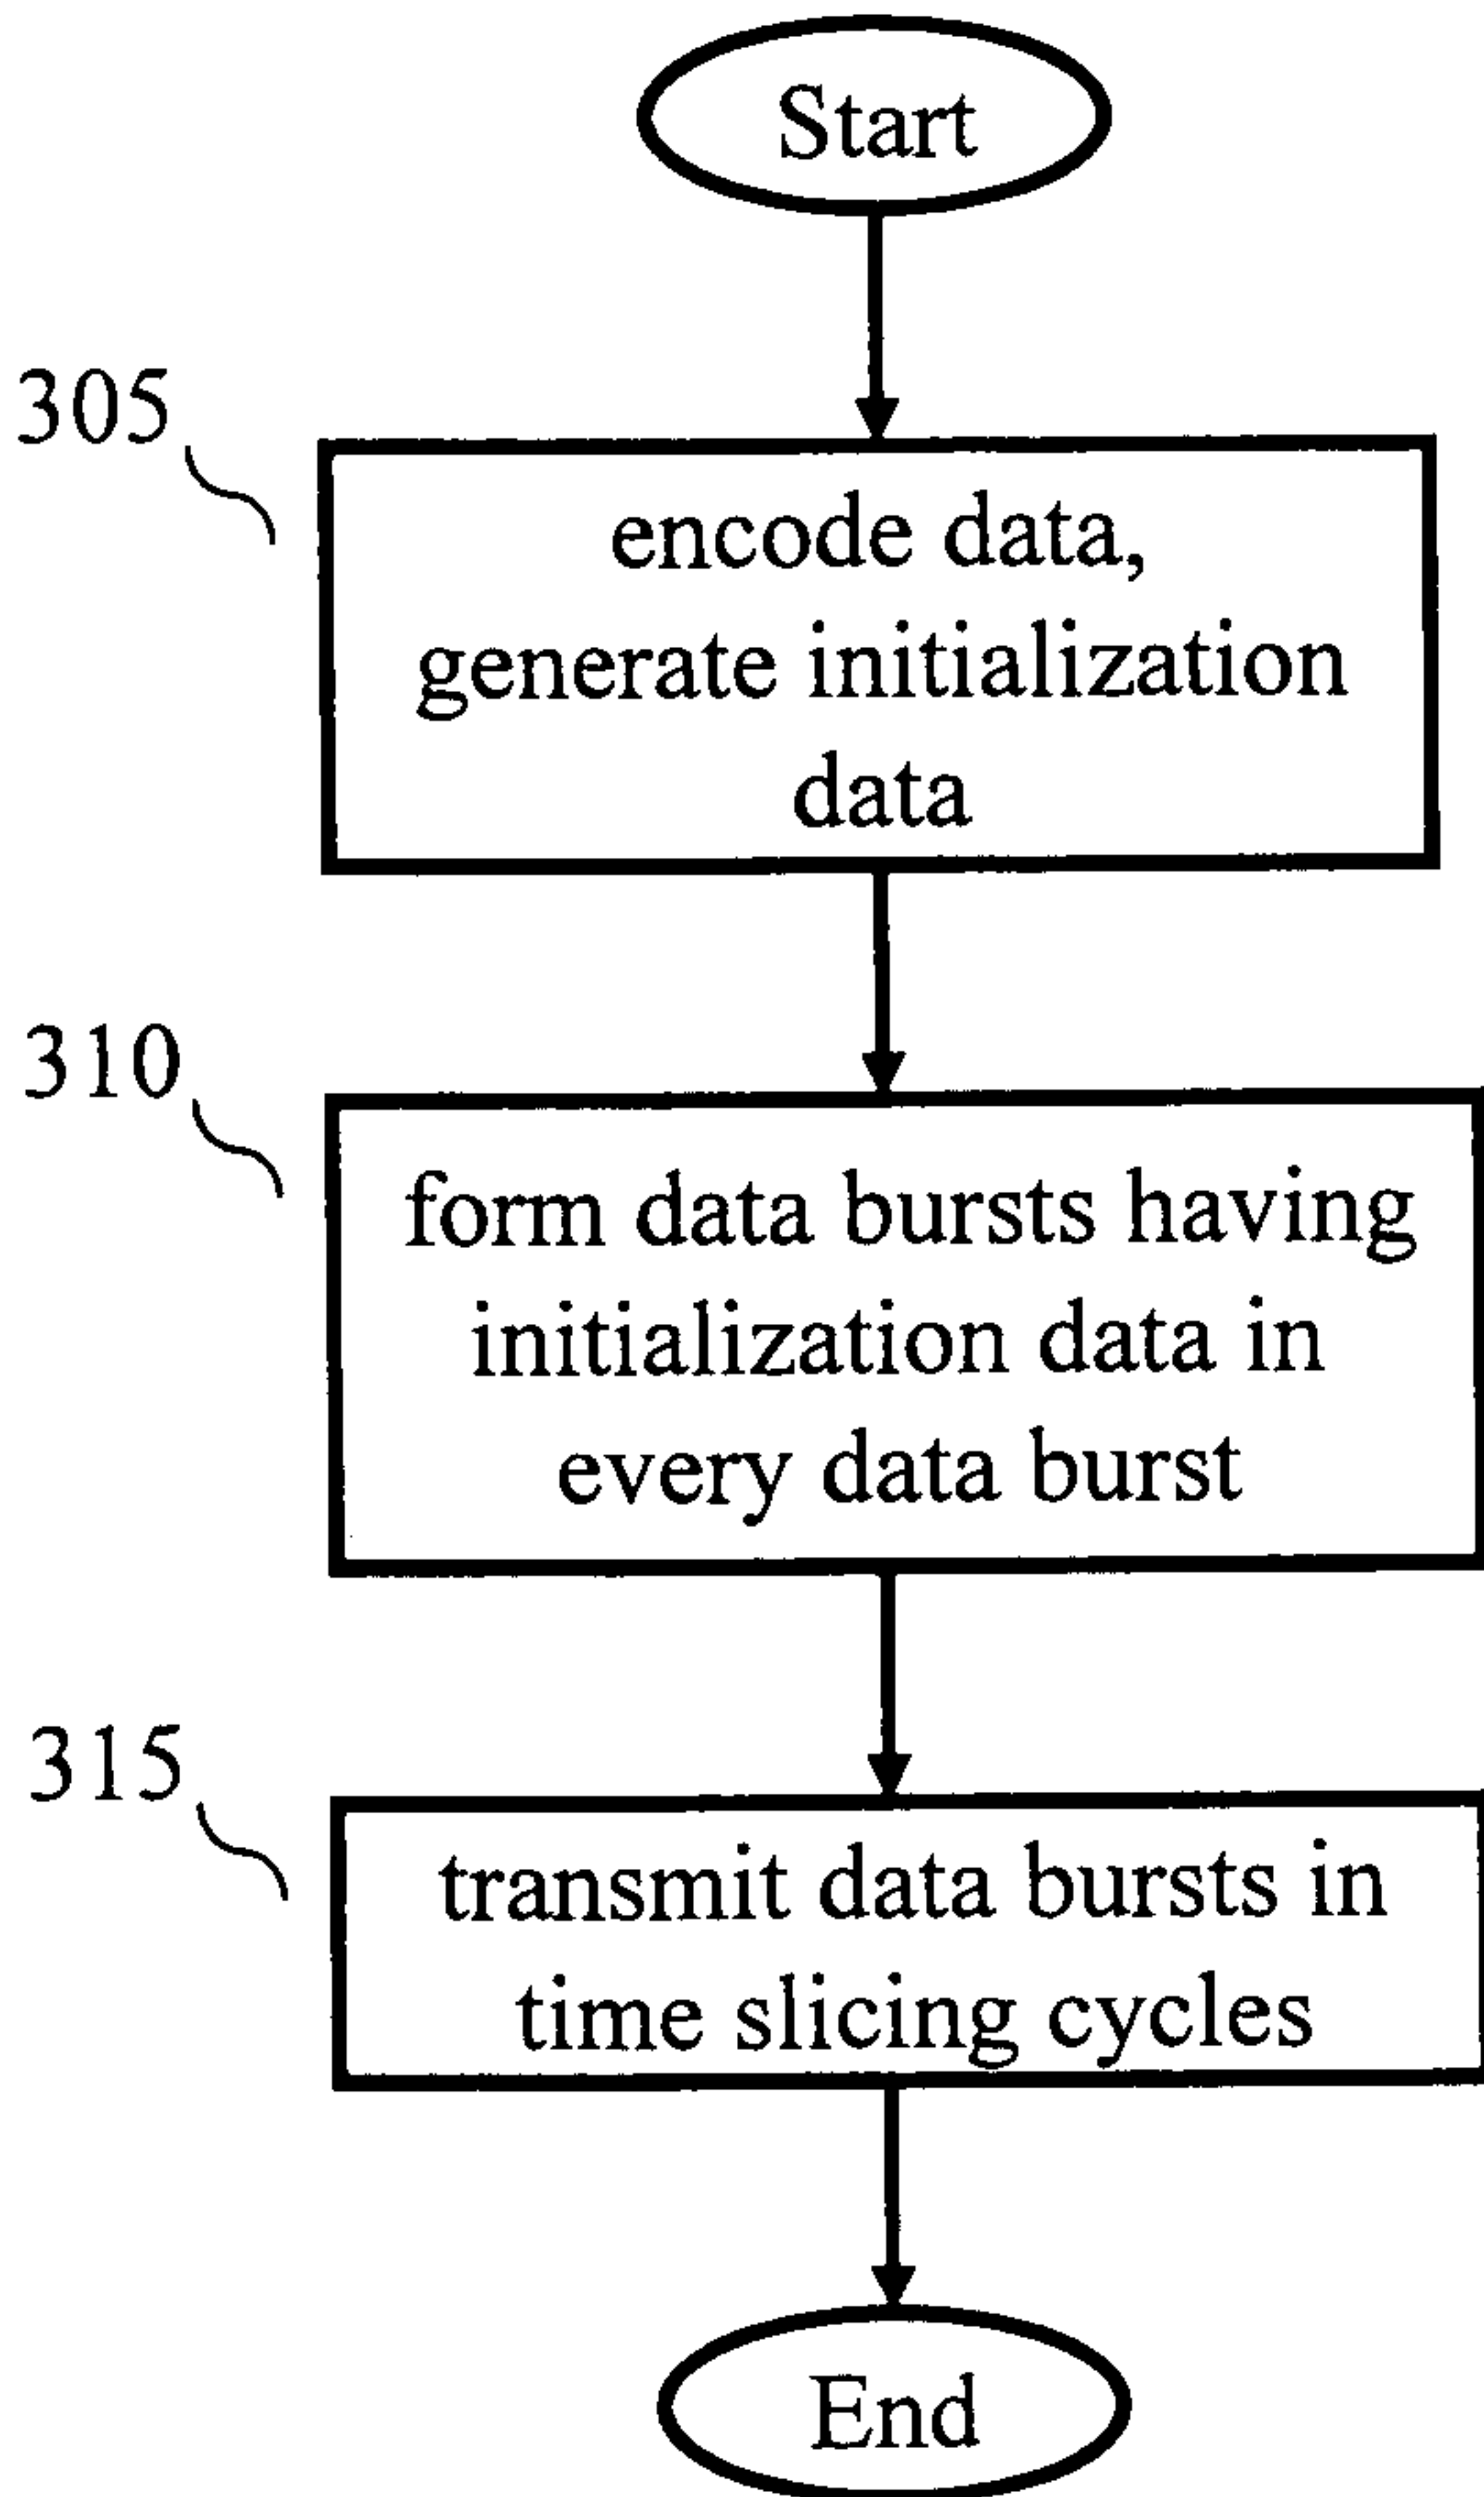 Start
305
encode data,
generate initialization
data
310
form data bursts having
initialization data in
every data burst
315
transmit data bursts in
time slicing cycles
End